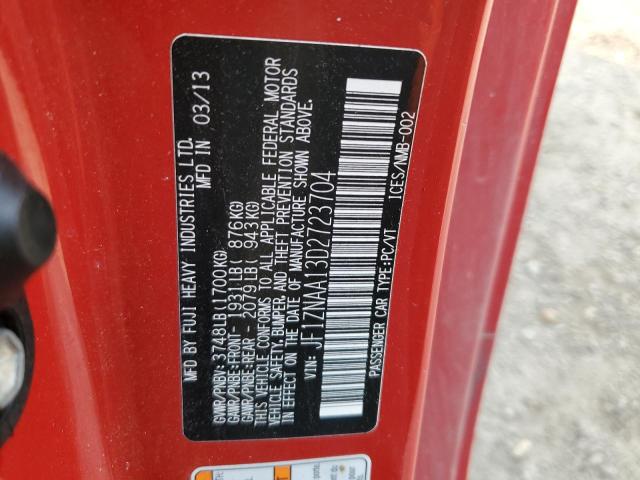 MFD BY FUJI HEAVY INDUSTRIES LTD.
MFD IN 03/13
GVWR/PNBV: 3748LB(1700KG)
GAWR/PNBE:FRONT- 1931LB( 876KG)
GAWR/PNBE:REAR - 2079LB( 943KG)
THIS VEHICLE CONFORMS TO ALL APPLICABLE FEDERAL MOTOR
VEHICLE SAFETY,BUMPER, AND THEFT PREVENTION STANDARDS
IN EFFECT ON THE DATE OF MANUFACTURE SHOWN ABOVE.
VIN: JF1ZNAA13D2723704
PASSENGER CAR TYPE:PC/VT ICES/NMB-002